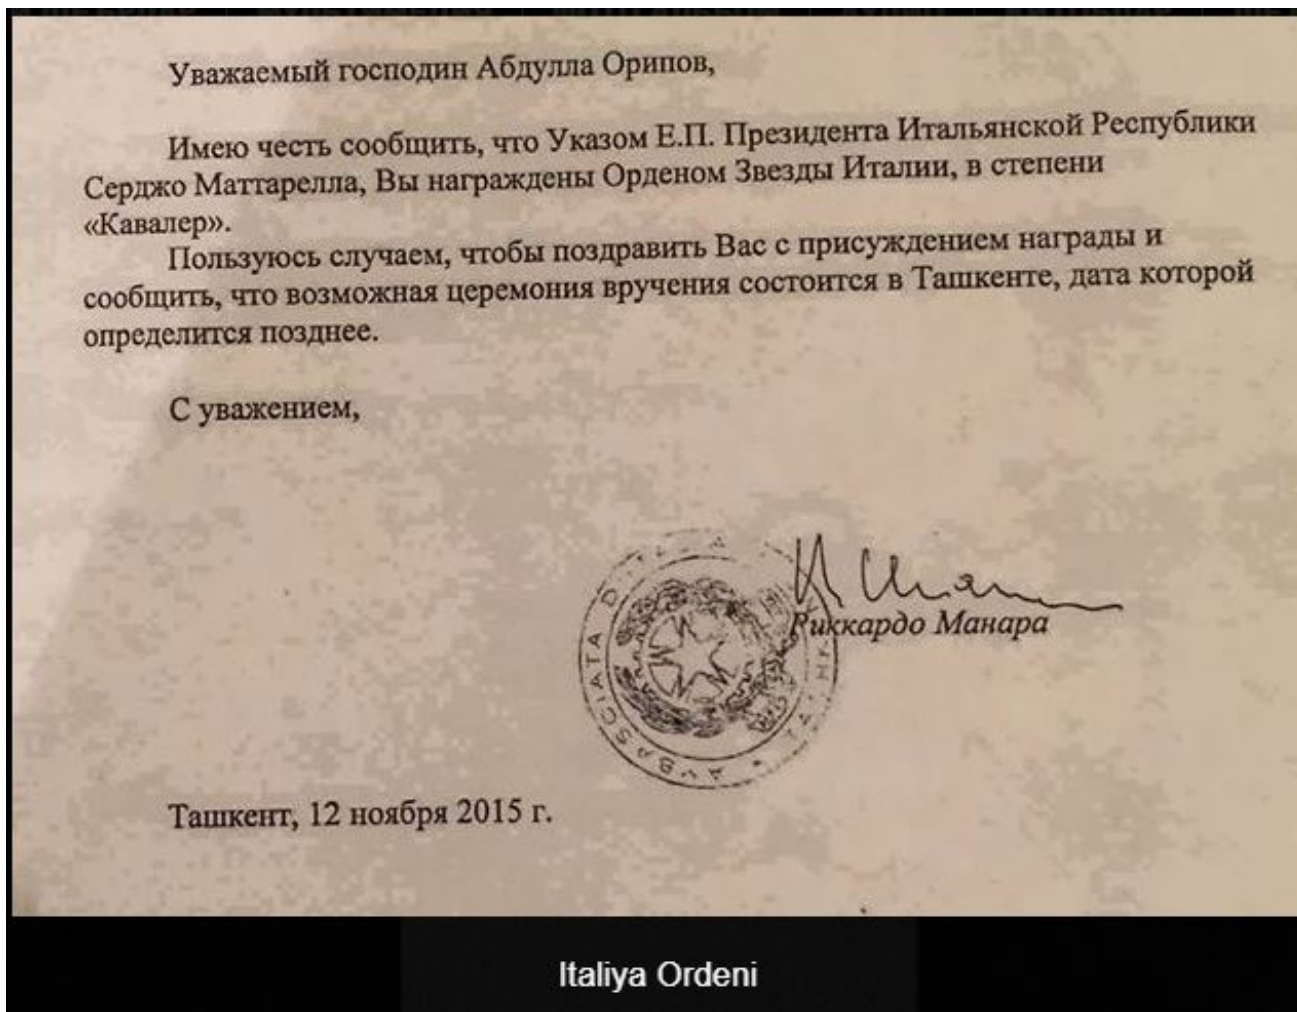 Уважаемый господин Абдулла Орипов,
Имею честь сообщить, что Указом Е.П. Президента Итальянской Республики
Серджо Маттарелла, Вы награждены Орденом Звезды Италии, в степени
«Кавалер».
Пользуюсь случаем, чтобы поздравить Вас с присуждением награды и
сообщить, что возможная церемония вручения состоится в Ташкенте, дата которой
определится позднее.
С уважением,
Риккардо Манара
Ташкент, 12 ноября 2015 г.
Italiya Ordeni